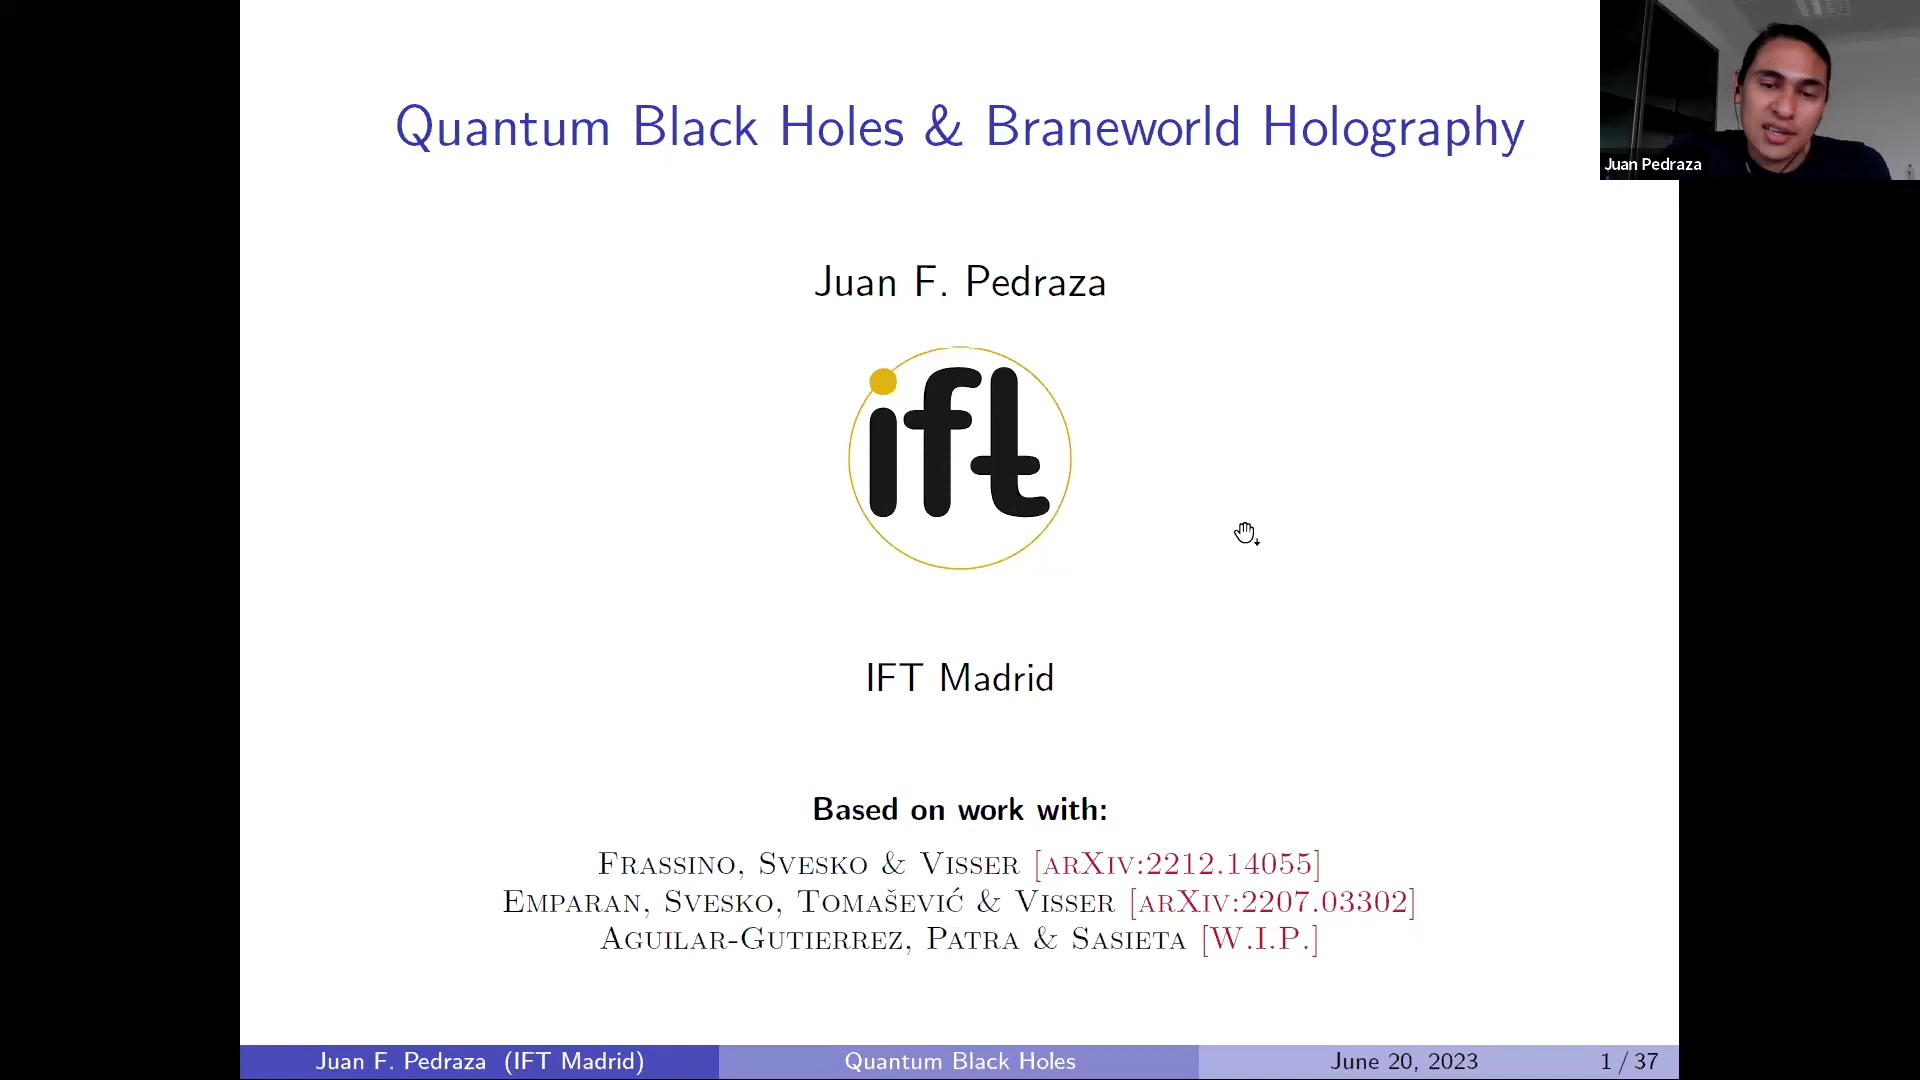 Quantum Black Holes & Braneworld Holography
Juan Pedraza
Juan F. Pedraza
ift
IFT Madrid
Based on work with:
Frassino, Svesko & Visser [arXiv:2212.14055]
Emparan, Svesko, Tomašević & Visser [arXiv:2207.03302]
Aguilar-Gutierrez, Patra & Sasieta [W.I.P.]
Juan F. Pedraza (IFT Madrid) Quantum Black Holes June 20, 2023 1 / 37